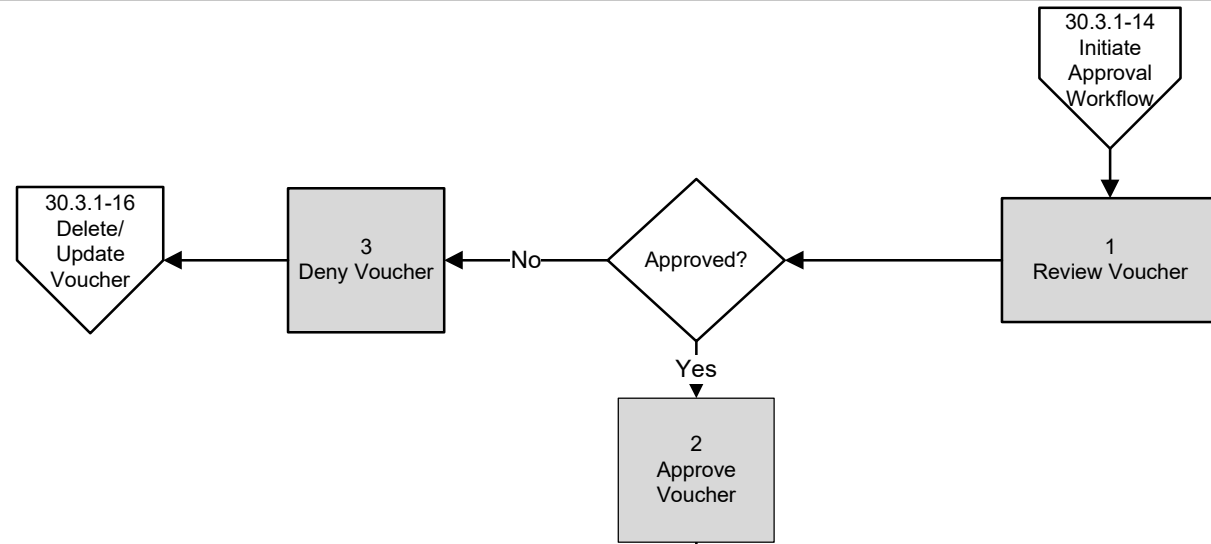 30.3.1-14
Initiate
Approval
Workflow
1
Review Voucher
Approved?
No
3
Deny Voucher
30.3.1-16
Delete/
Update
Voucher
Yes
2
Approve
Voucher